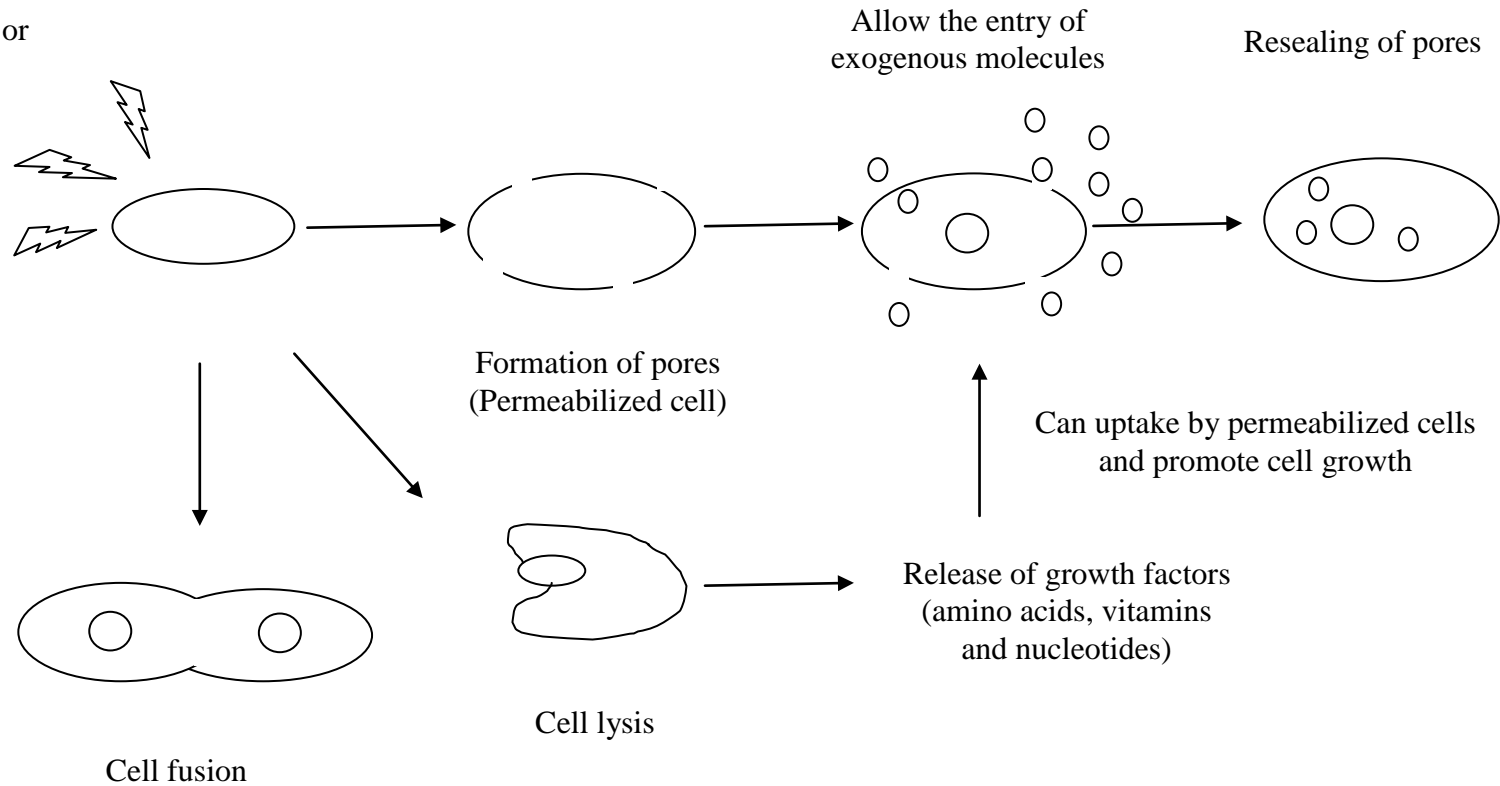 or
Allow the entry of
exogenous molecules
Resealing of pores
Formation of pores
(Permeabilized cell)
Can uptake by permeabilized cells
and promote cell growth
Release of growth factors
(amino acids, vitamins
and nucleotides)
Cell lysis
Cell fusion